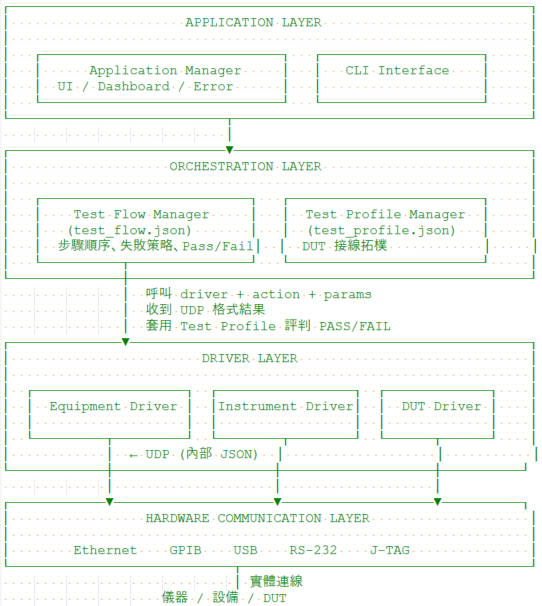 APPLICATION LAYER
Application Manager
CLI Interface
UI / Dashboard / Error
ORCHESTRATION LAYER
Test Flow Manager
Test Profile Manager
(test_flow.json)
(test_profile.json)
步驟順序、失敗策略、Pass/Fail
DUT 接線拓樸
呼叫 driver + action + params
收到 UDP 格式結果
套用 Test Profile 評判 PASS/FAIL
DRIVER LAYER
Equipment Driver
Instrument Driver
DUT Driver
← UDP (內部 JSON)
HARDWARE COMMUNICATION LAYER
Ethernet GPIB USB RS-232 J-TAG
實體連線
儀器 / 設備 / DUT